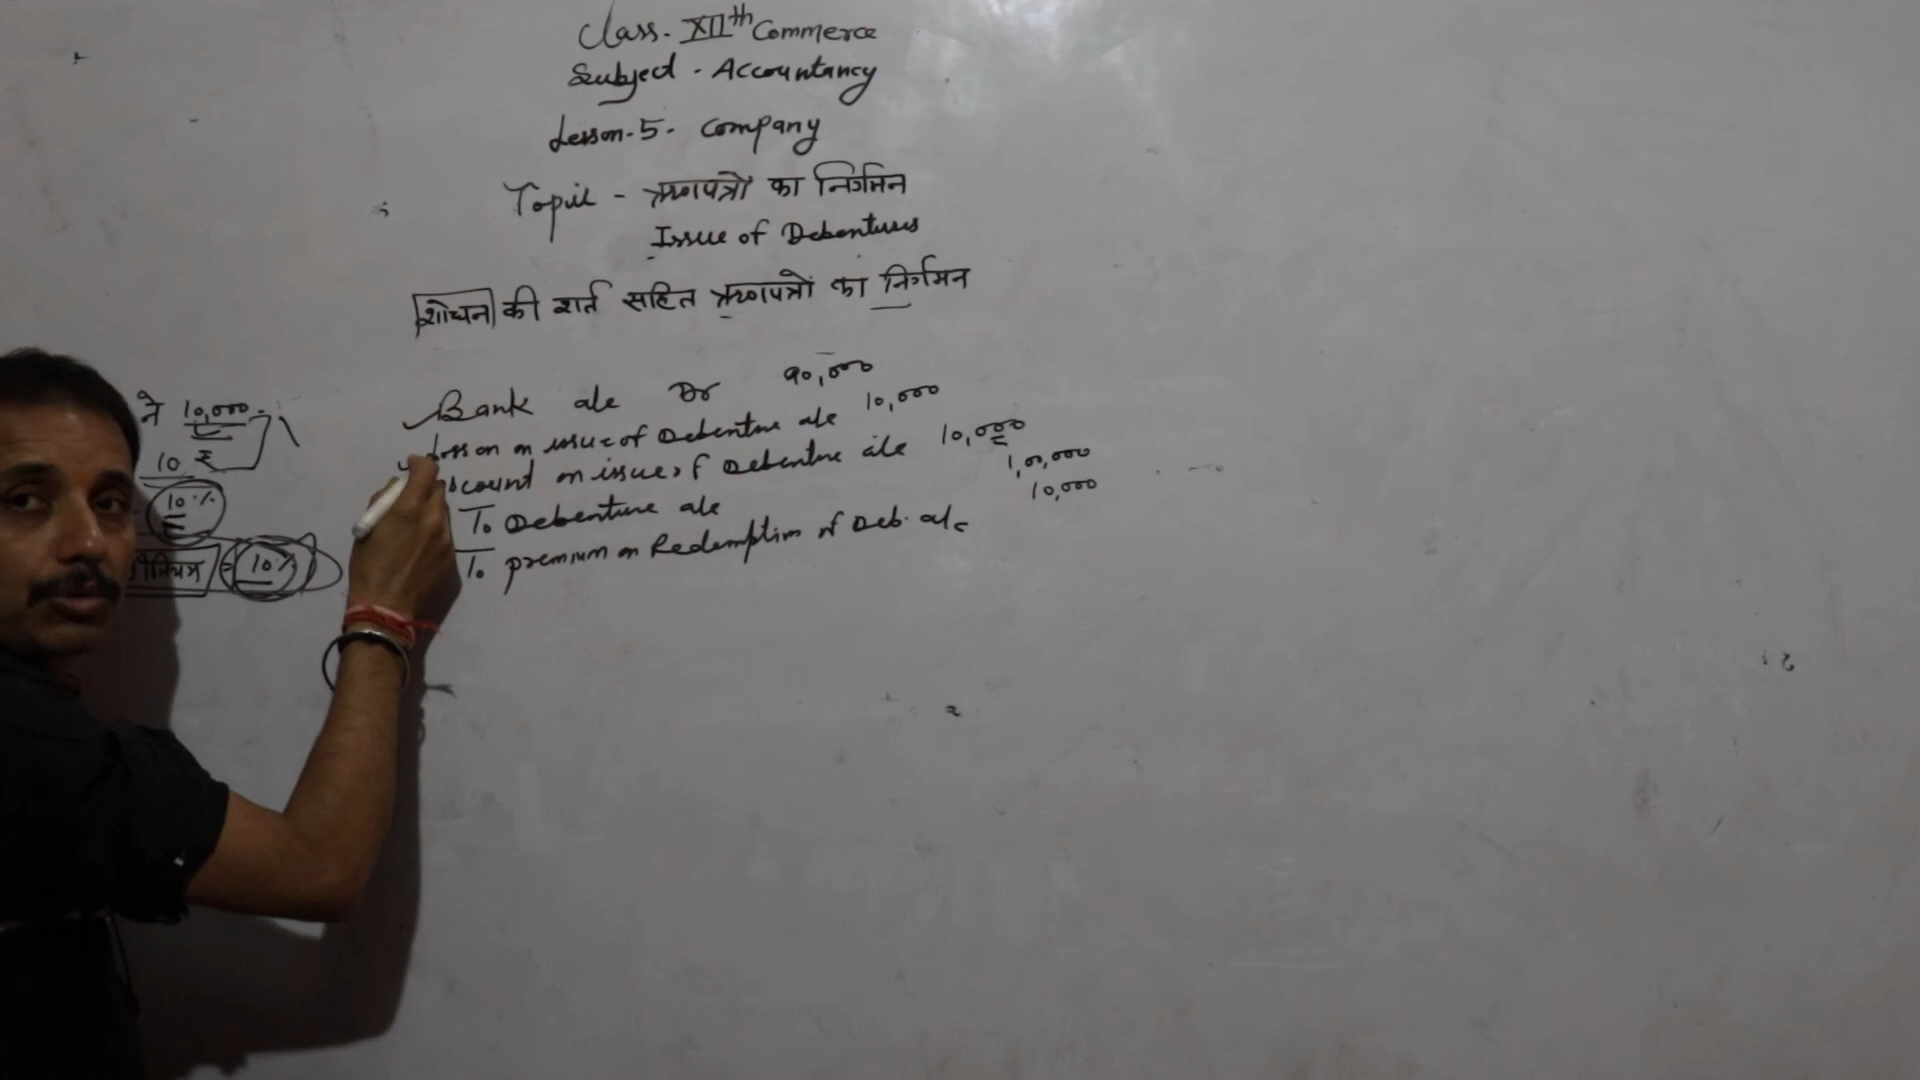 Class. XIIth Commerce
Subject - Accountancy
Lesson-5- Company
Topic - ऋणपत्रों का निर्गमन
Issue of Debentures
शोधन की शर्त सहित ऋणपत्रों का निर्गमन
ने 10,000
10 ₹
10%
10%
Bank a/c Dr 90,000
Loss on issue of Debenture a/c 10,000
scount on issue of Debenture a/c 10,000
To Debenture a/c 1,00,000
To premium on Redemption of Deb. a/c 10,000